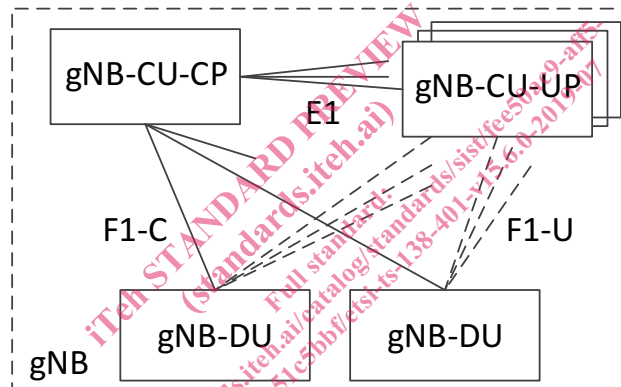 gNB-CU-CP
gNB-CU-UP
E1
F1-C
F1-U
gNB-DU
gNB-DU
gNB
iTeh STANDARD PREVIEW
(standards.iteh.ai)
Full standard: